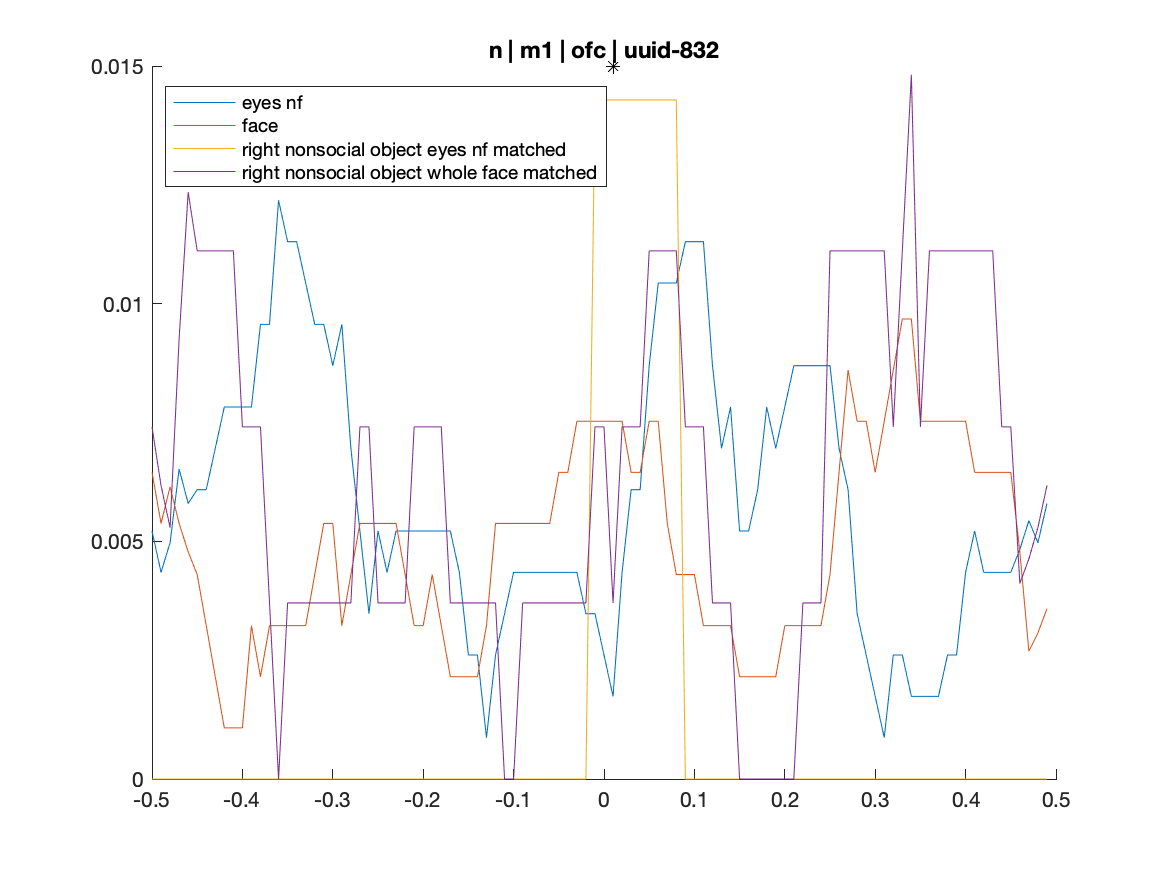 n | m1 | ofc | uuid-832
0.015
eyes nf
face
right nonsocial object eyes nf matched
right nonsocial object whole face matched
0.01
0.005
0
-0.5 -0.4 -0.3 -0.2 -0.1 0 0.1 0.2 0.3 0.4 0.5